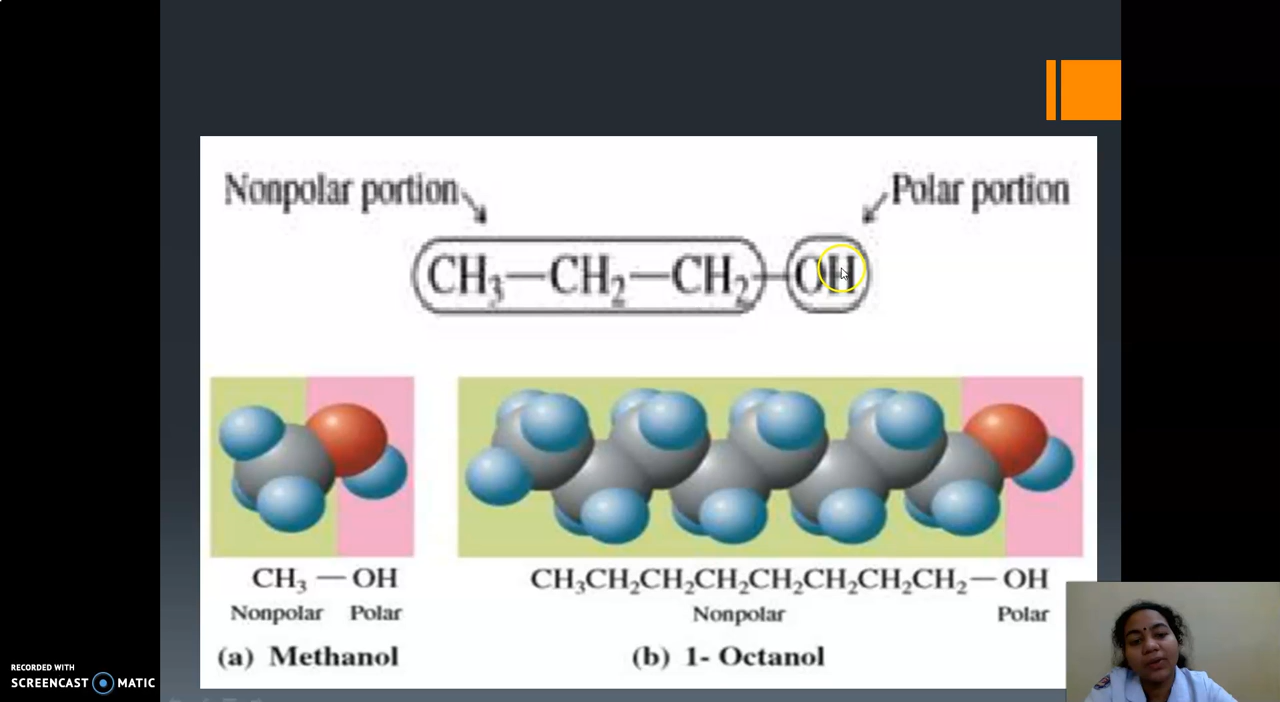 Nonpolar portion
Polar portion
CH₃—CH₂—CH₂—OH
CH₃ — OH
Nonpolar Polar
(a) Methanol
CH₃CH₂CH₂CH₂CH₂CH₂CH₂CH₂— OH
Nonpolar Polar
(b) 1- Octanol
RECORDED WITH
SCREENCAST MATIC